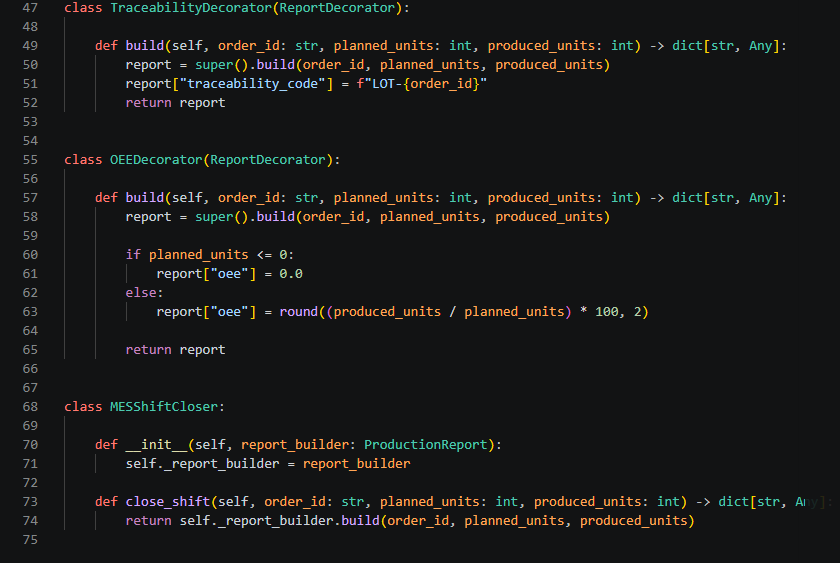 47 class TraceabilityDecorator(ReportDecorator):
48
49     def build(self, order_id: str, planned_units: int, produced_units: int) -> dict[str, Any]:
50         report = super().build(order_id, planned_units, produced_units)
51         report["traceability_code"] = f"LOT-{order_id}"
52         return report
53
54
55 class OEEDecorator(ReportDecorator):
56
57     def build(self, order_id: str, planned_units: int, produced_units: int) -> dict[str, Any]:
58         report = super().build(order_id, planned_units, produced_units)
59
60         if planned_units <= 0:
61             report["oee"] = 0.0
62         else:
63             report["oee"] = round((produced_units / planned_units) * 100, 2)
64
65         return report
66
67
68 class MESShiftCloser:
69
70     def __init__(self, report_builder: ProductionReport):
71         self._report_builder = report_builder
72
73     def close_shift(self, order_id: str, planned_units: int, produced_units: int) -> dict[str, Any]:
74         return self._report_builder.build(order_id, planned_units, produced_units)
75